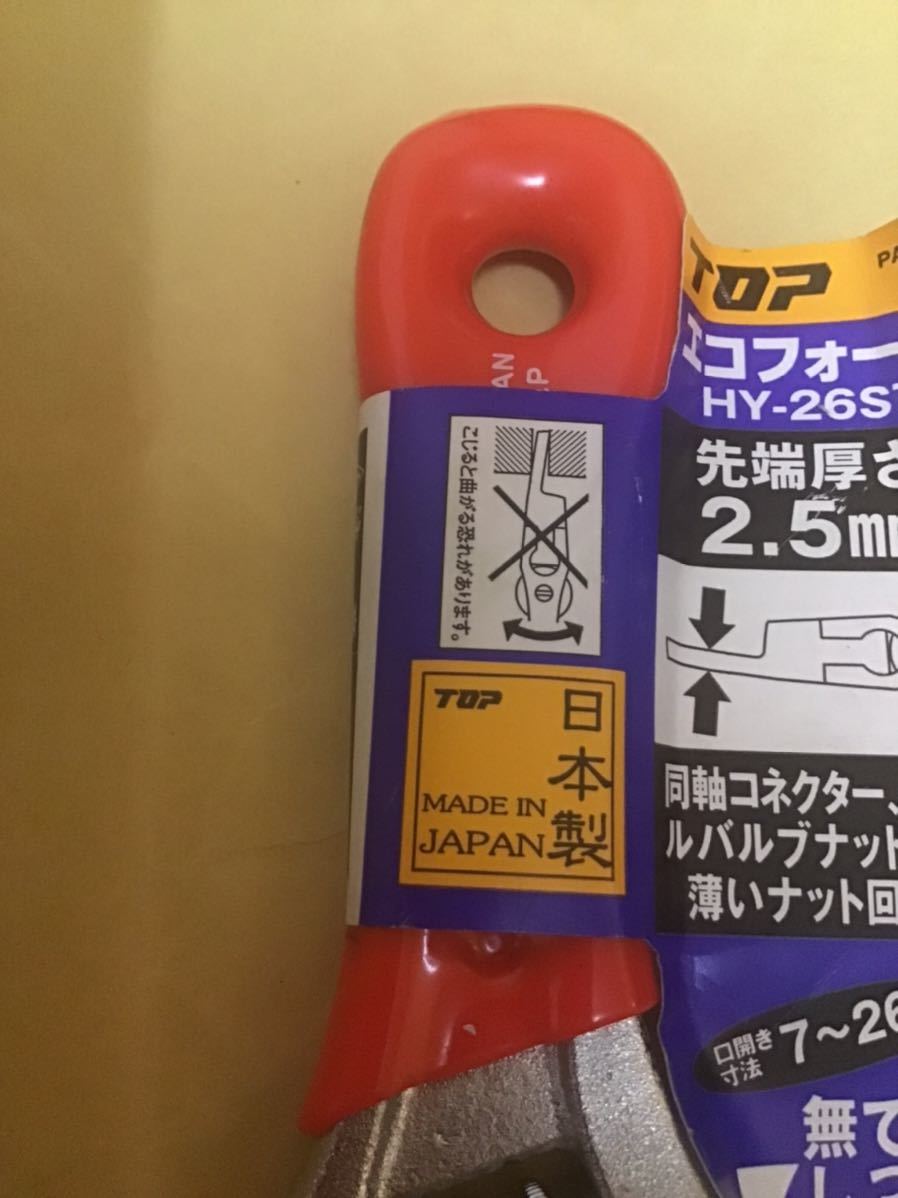 TOP
エコフォー
HY-26S
先端厚さ
2.5mm
同軸コネクター、
ルバルブナット
薄いナット回
口開き
寸法
7〜26
無て
こじると曲がる恐れがあります。
TOP
日本製
MADE IN
JAPAN